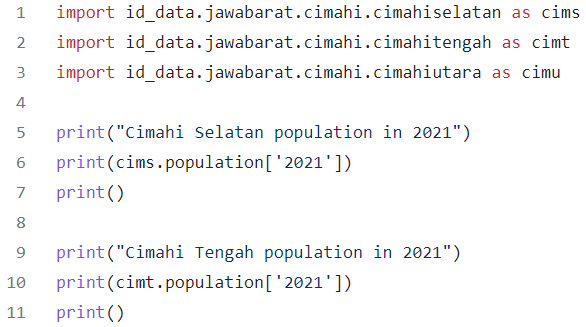 1 import id_data.jawabarat.cimahi.cimahiselatan as cims
2 import id_data.jawabarat.cimahi.cimahitengah as cimt
3 import id_data.jawabarat.cimahi.cimahiutara as cimu
4
5 print("Cimahi Selatan population in 2021")
6 print(cims.population['2021'])
7 print()
8
9 print("Cimahi Tengah population in 2021")
10 print(cimt.population['2021'])
11 print()